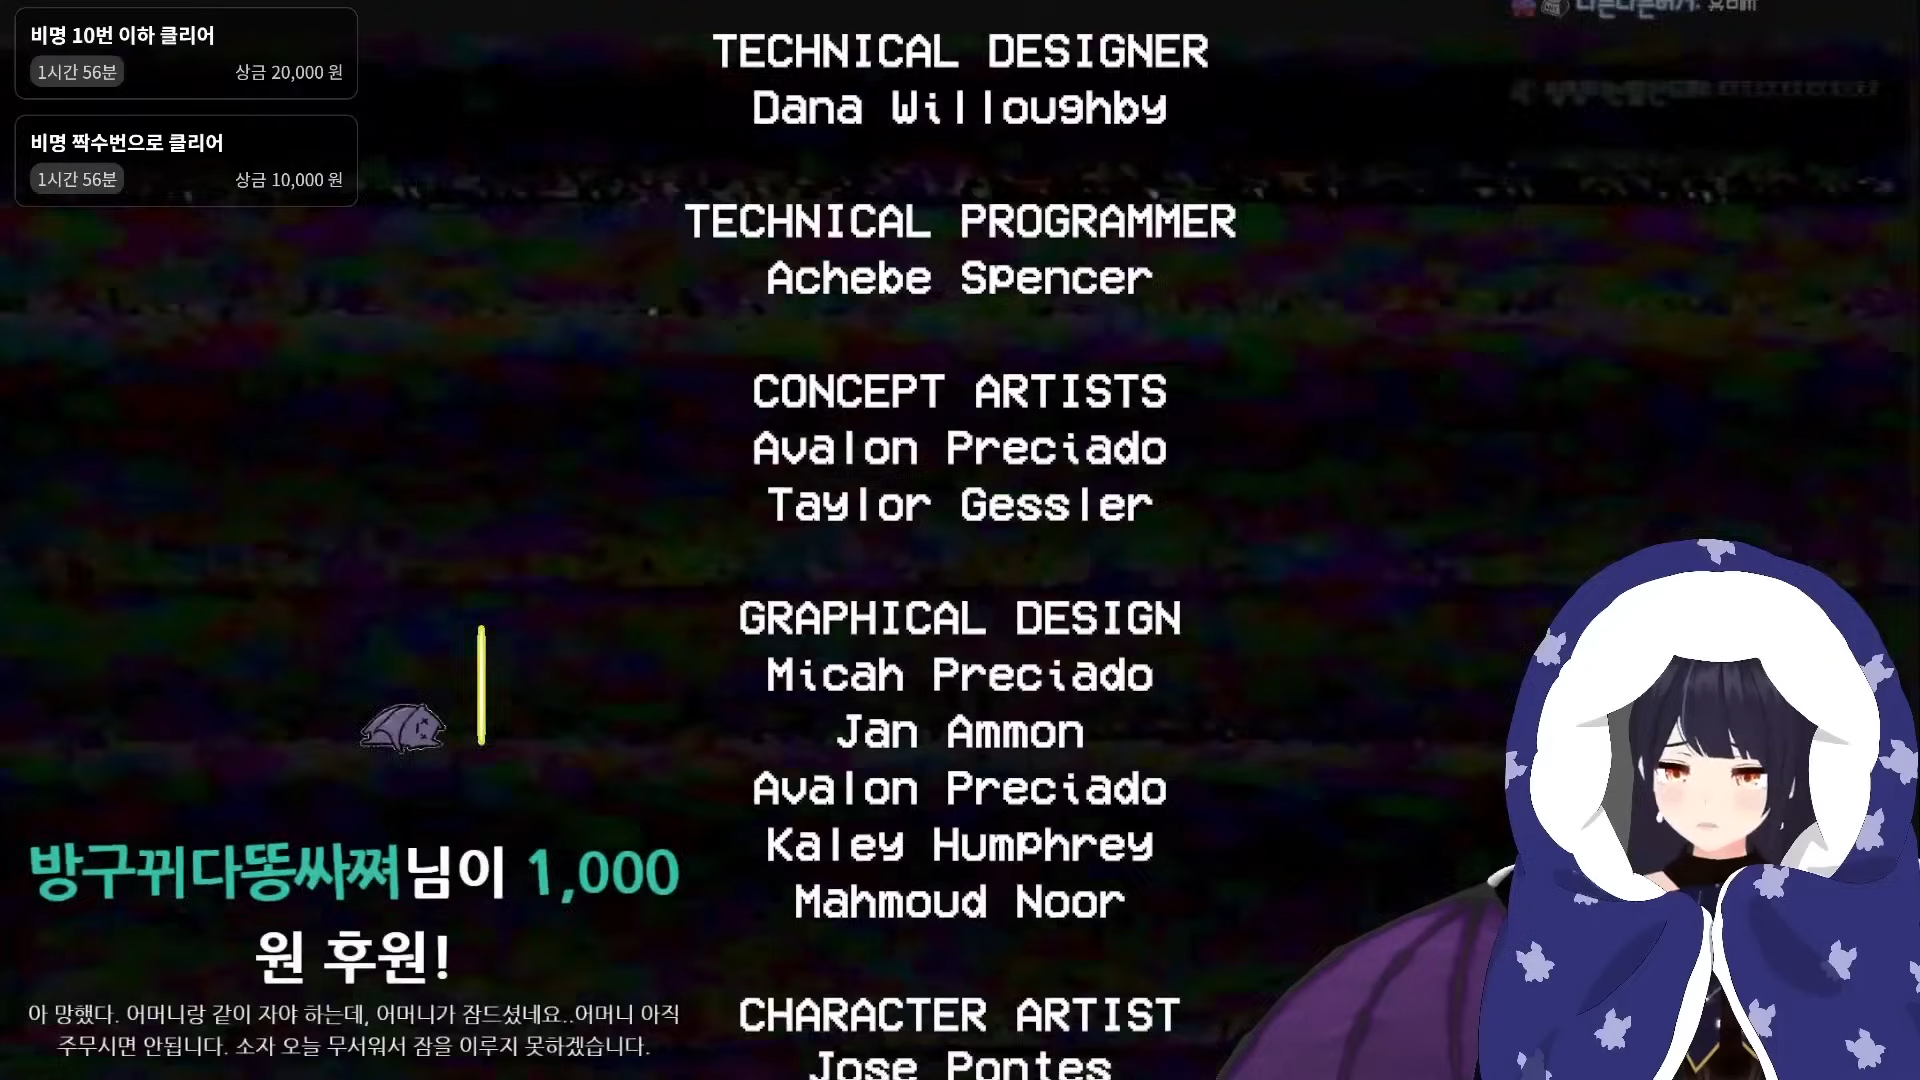 비명 10번 이하 클리어
1시간 56분
상금 20,000 원
비명 짝수번으로 클리어
1시간 56분
상금 10,000 원
TECHNICAL DESIGNER
Dana Willoughby
TECHNICAL PROGRAMMER
Achebe Spencer
CONCEPT ARTISTS
Avalon Preciado
Taylor Gessler
GRAPHICAL DESIGN
Micah Preciado
Jan Ammon
Avalon Preciado
Kaley Humphrey
Mahmoud Noor
CHARACTER ARTIST
Jose Pontes
방구뀌다똥싸쪄님이 1,000
원 후원!
아 망했다. 어머니랑 같이 자야 하는데, 어머니가 잠드셨네요..어머니 아직
주무시면 안됩니다. 소자 오늘 무서워서 잠을 이루지 못하겠습니다.